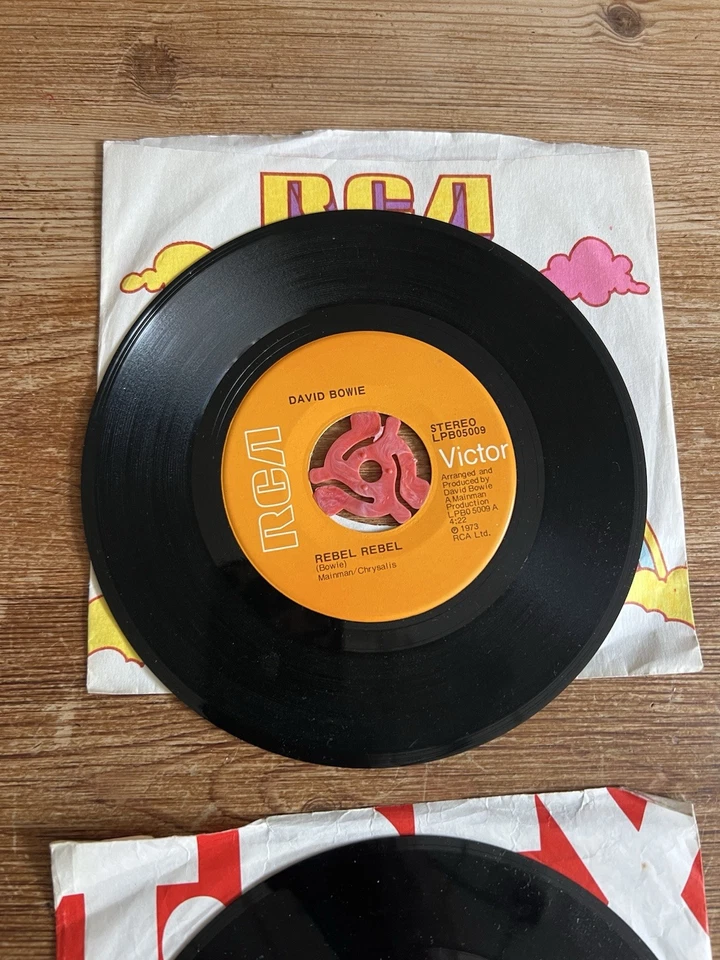 RCA
DAVID BOWIE
STEREO
LPBO5009
RCA
Victor
Arranged and
Produced by
David Bowie
A Mainman
Production
LPBO 5009 A
4:22
℗ 1973
RCA Ltd.
REBEL REBEL
(Bowie)
Mainman/Chrysalis